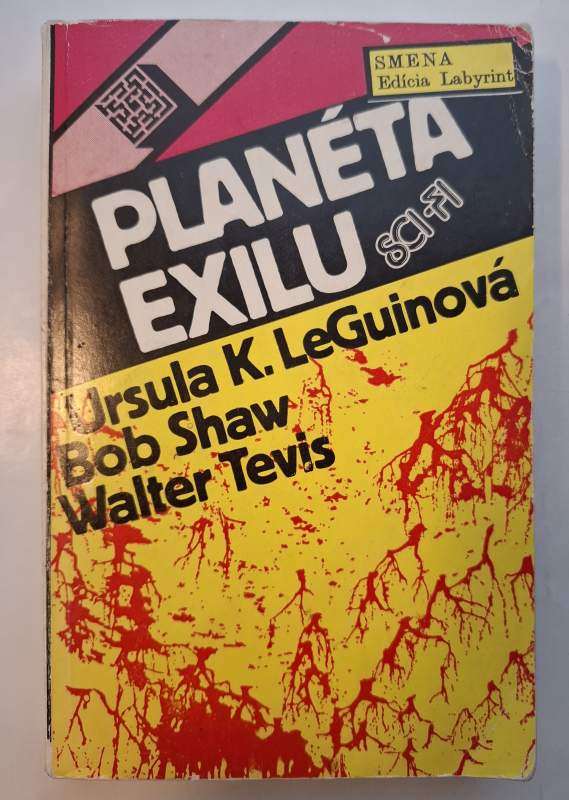 SMENA
Edícia Labyrint
PLANÉTA
EXILU
SCI-FI
Ursula K. LeGuinová
Bob Shaw
Walter Tevis